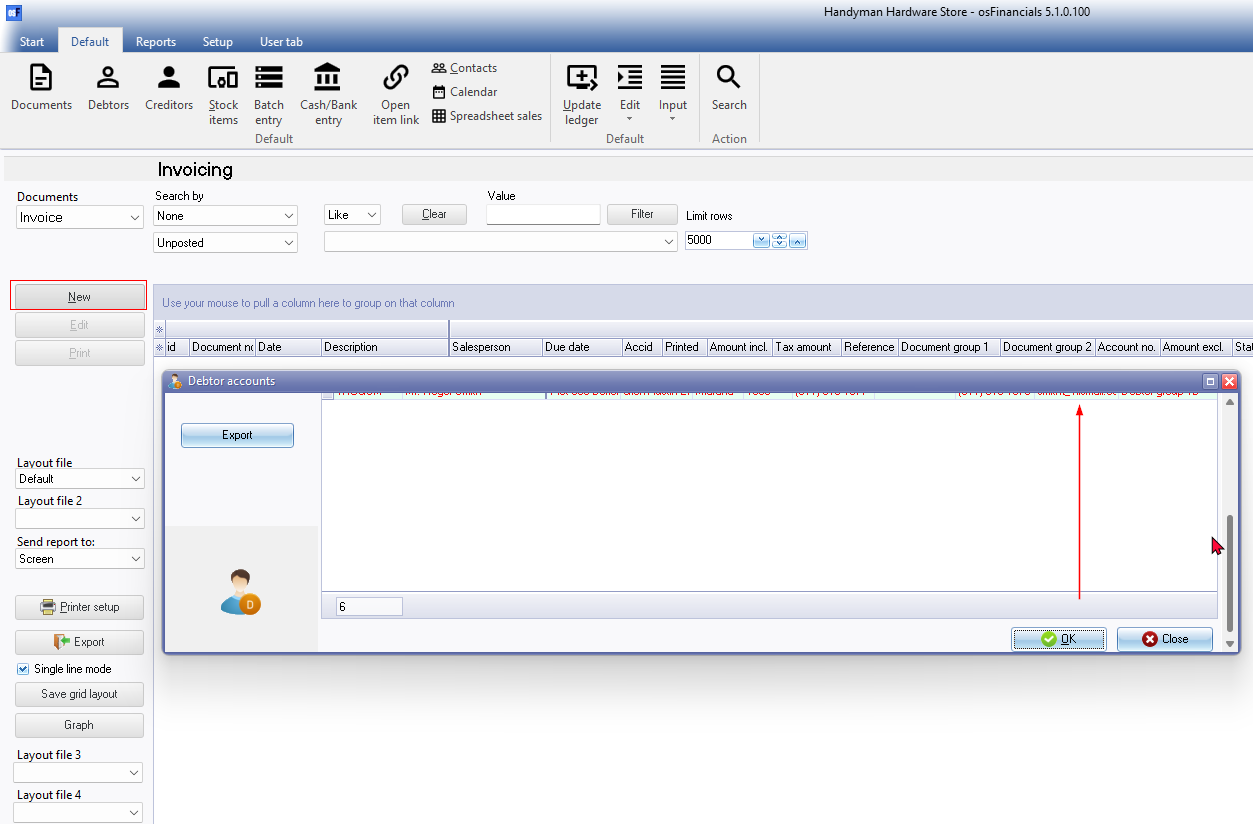 osF
Handyman Hardware Store - osFinancials 5.1.0.100
Start Default Reports Setup User tab
Documents Debtors Creditors Stock items Batch entry Cash/Bank entry Open item link
Contacts
Calendar
Spreadsheet sales
Update ledger Edit Input Search
Default Default Action
Invoicing
Documents
Invoice
Search by
None Like Clear
Value
Filter
Limit rows
5000
Unposted
New
Edit
Print
Use your mouse to pull a column here to group on that column
id Document no Date Description Salesperson Due date Accid Printed Amount incl. Tax amount Reference Document group 1 Document group 2 Account no. Amount excl. Stat
Debtor accounts
Export
D
6
OK Close
Layout file
Default
Layout file 2
Send report to:
Screen
Printer setup
Export
Single line mode
Save grid layout
Graph
Layout file 3
Layout file 4